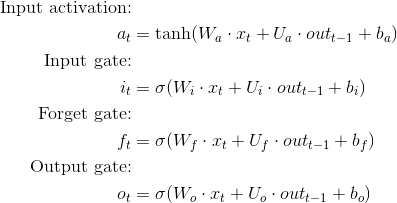 Input activation:
a_t = tanh(W_a · x_t + U_a · out_{t−1} + b_a)
Input gate:
i_t = σ(W_i · x_t + U_i · out_{t−1} + b_i)
Forget gate:
f_t = σ(W_f · x_t + U_f · out_{t−1} + b_f)
Output gate:
o_t = σ(W_o · x_t + U_o · out_{t−1} + b_o)